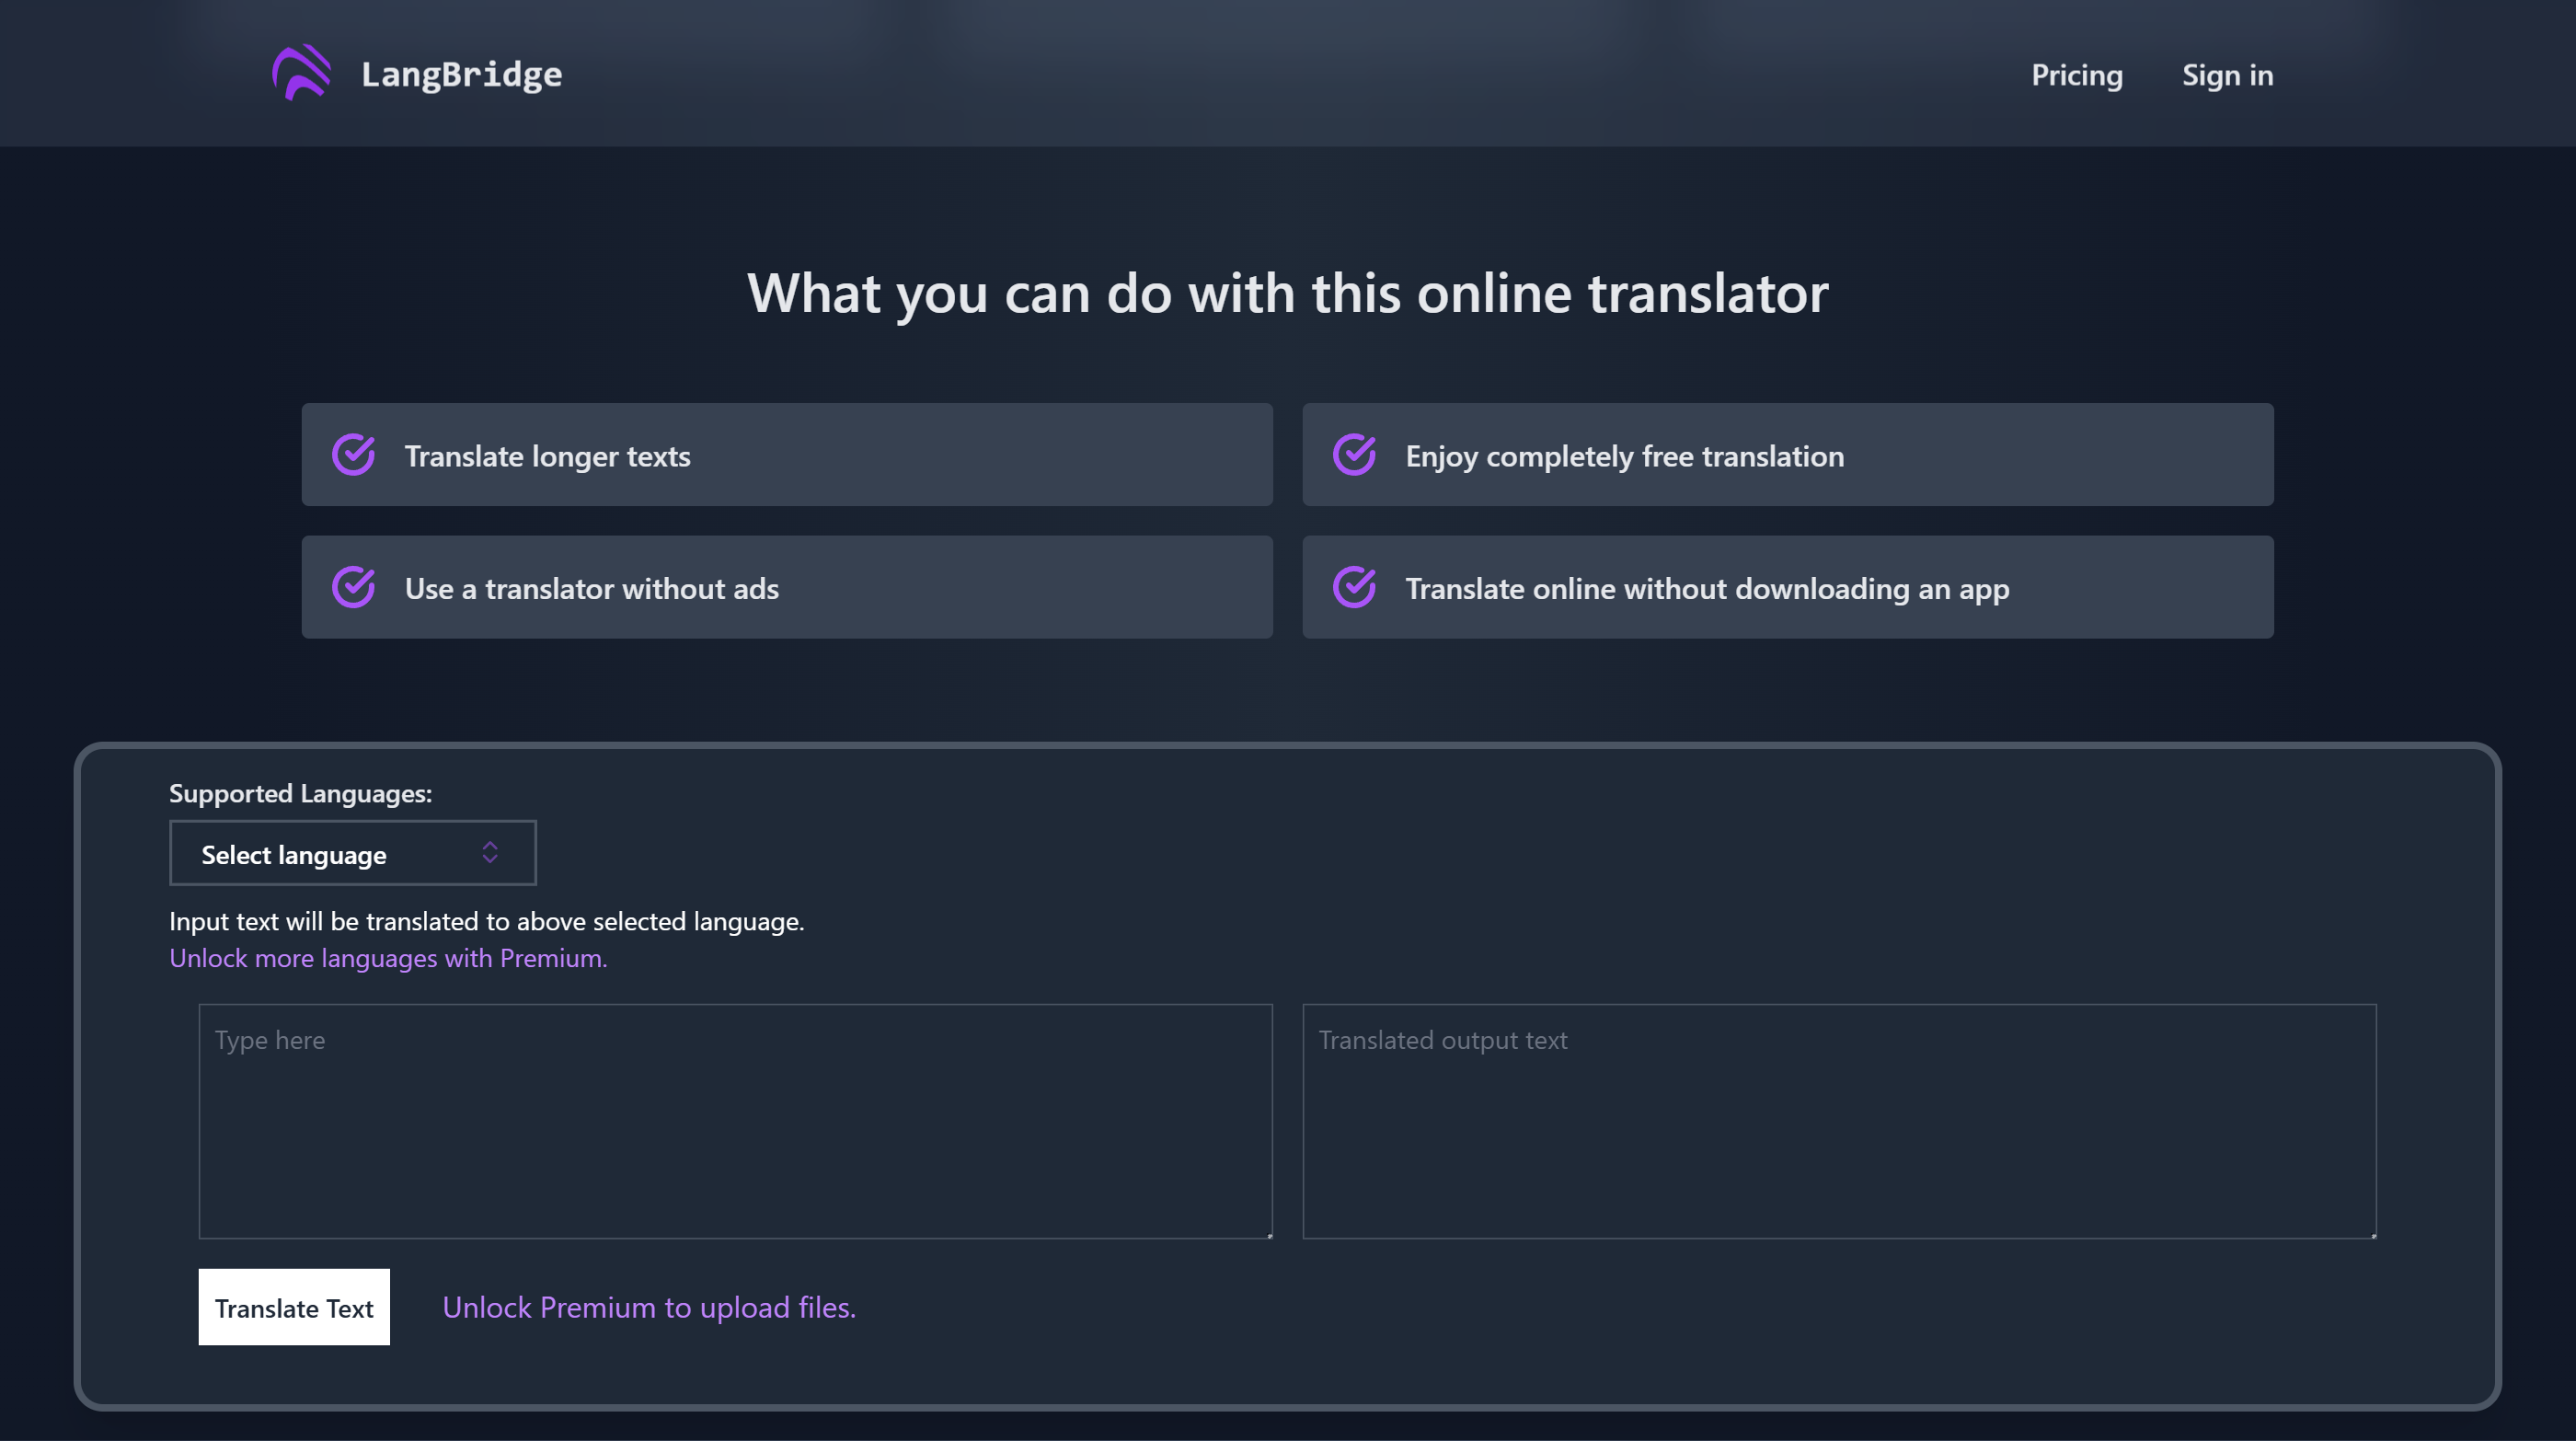 LangBridge
Pricing
Sign in
What you can do with this online translator
Translate longer texts
Enjoy completely free translation
Use a translator without ads
Translate online without downloading an app
Supported Languages:
Select language
Input text will be translated to above selected language.
Unlock more languages with Premium.
Type here
Translated output text
Translate Text
Unlock Premium to upload files.